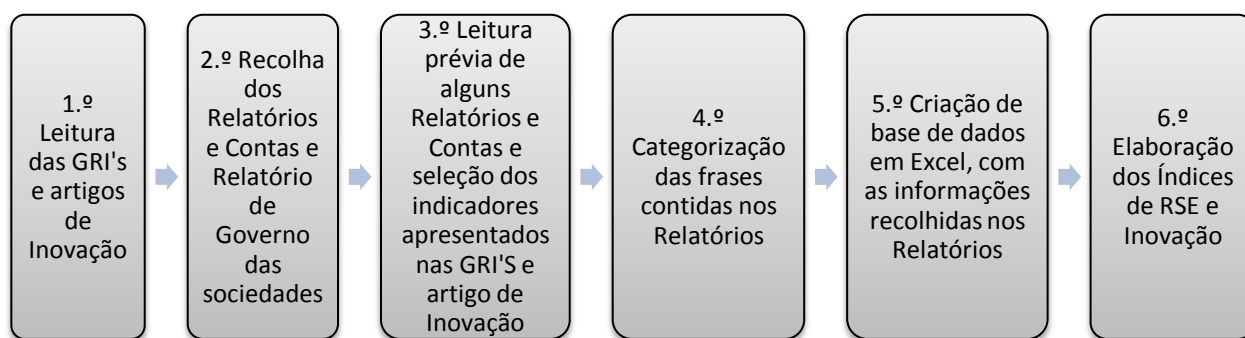 1.º
Leitura
das GRI's
e artigos
de
Inovação
2.º Recolha
dos
Relatórios
e Contas e
Relatório
de
Governo
das
sociedades
3.º Leitura
prévia de
alguns
Relatórios e
Contas e
seleção dos
indicadores
apresentados
nas GRI'S e
artigo de
Inovação
4.º
Categorização
das frases
contidas nos
Relatórios
5.º Criação de
base de dados
em Excel, com
as informações
recolhidas nos
Relatórios
6.º
Elaboração
dos Índices
de RSE e
Inovação